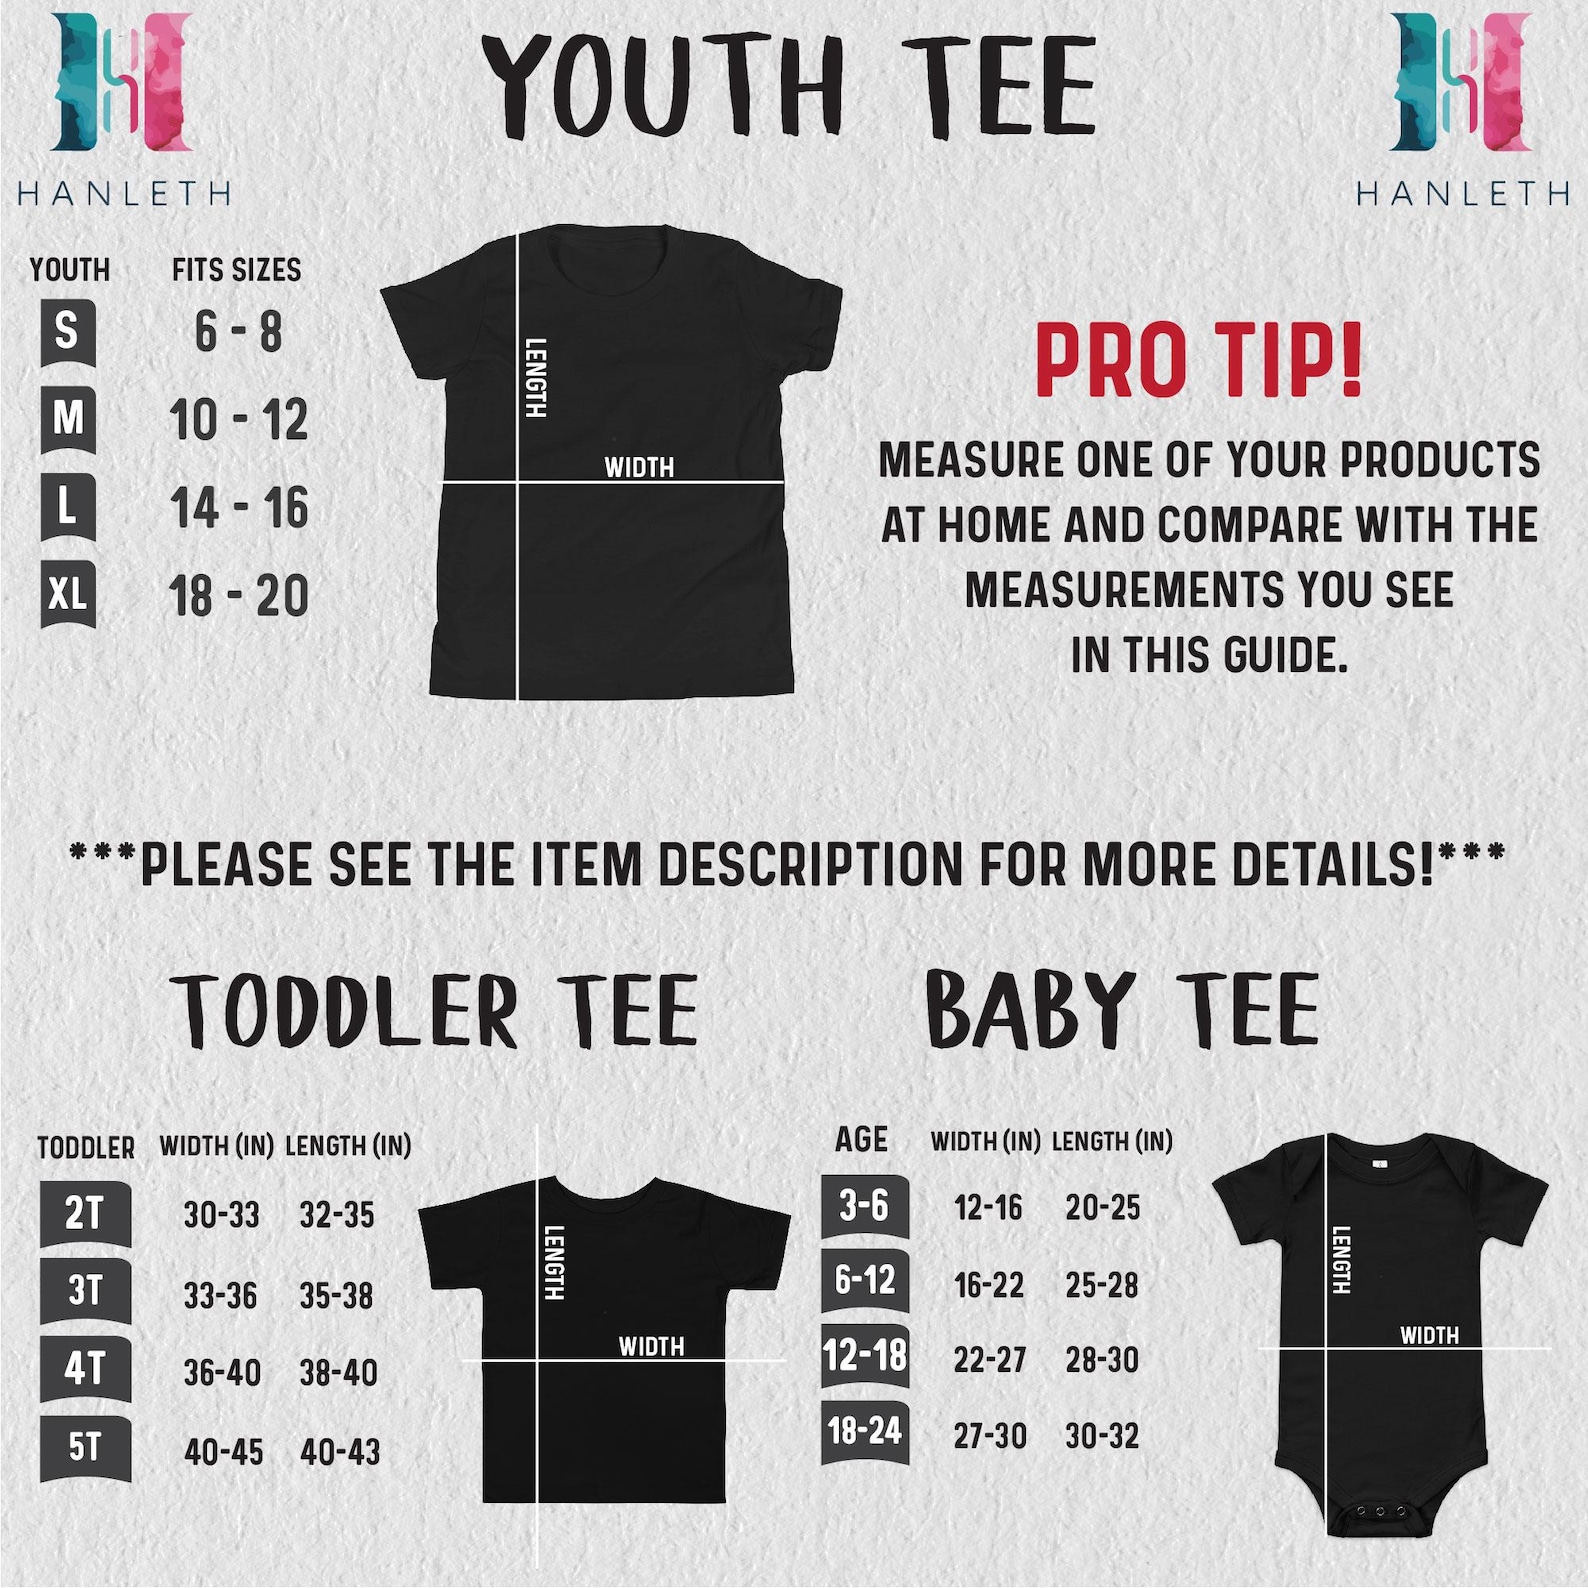 HANLETH
YOUTH TEE
HANLETH
YOUTH FITS SIZES
S 6 - 8
M 10 - 12
L 14 - 16
XL 18 - 20
LENGTH
WIDTH
PRO TIP!
MEASURE ONE OF YOUR PRODUCTS
AT HOME AND COMPARE WITH THE
MEASUREMENTS YOU SEE
IN THIS GUIDE.
***PLEASE SEE THE ITEM DESCRIPTION FOR MORE DETAILS!***
TODDLER TEE
TODDLER WIDTH (IN) LENGTH (IN)
2T 30-33 32-35
3T 33-36 35-38
4T 36-40 38-40
5T 40-45 40-43
LENGTH
WIDTH
BABY TEE
AGE WIDTH (IN) LENGTH (IN)
3-6 12-16 20-25
6-12 16-22 25-28
12-18 22-27 28-30
18-24 27-30 30-32
LENGTH
WIDTH